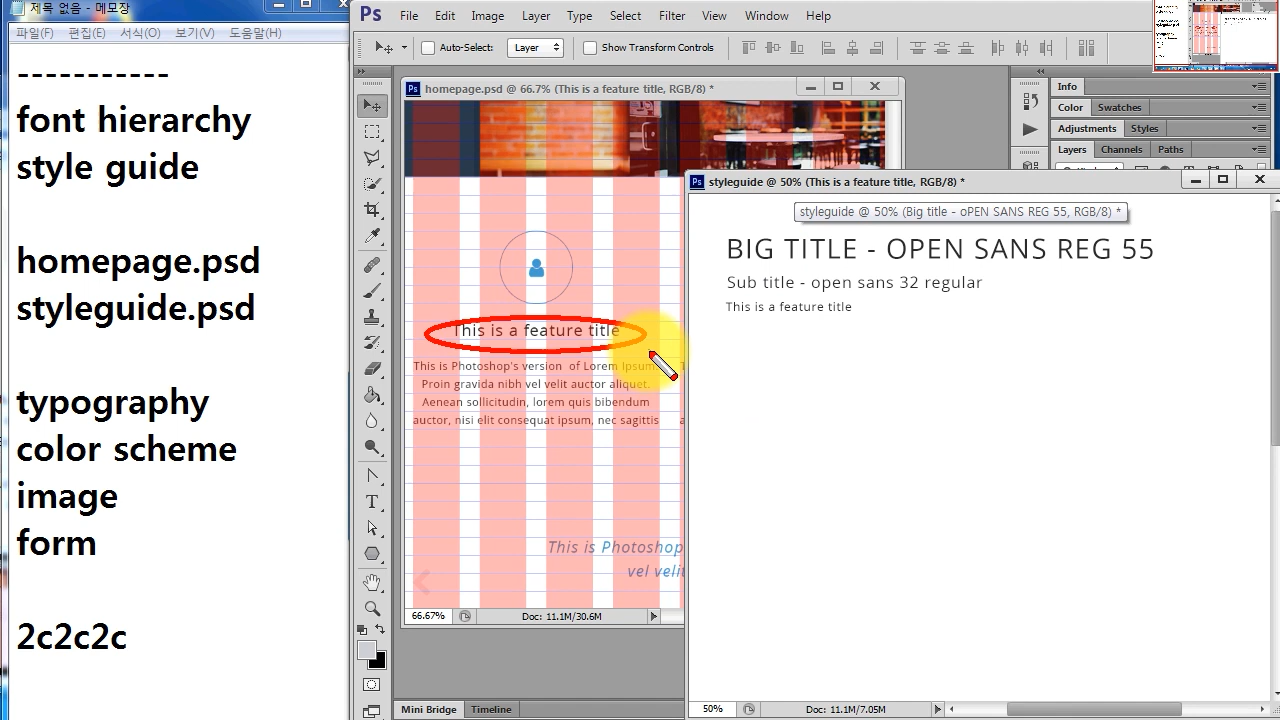 제목 없음 - 메모장
파일(F) 편집(E) 서식(O) 보기(V) 도움말(H)
-----------
font hierarchy
style guide
homepage.psd
styleguide.psd
typography
color scheme
image
form
2c2c2c
Ps File Edit Image Layer Type Select Filter View Window Help
Auto-Select: Layer Show Transform Controls
Ps homepage.psd @ 66.7% (This is a feature title, RGB/8) *
This is a feature title
This is Photoshop's version of Lorem Ipsum.
Proin gravida nibh vel velit auctor aliquet.
Aenean sollicitudin, lorem quis bibendum
auctor, nisi elit consequat ipsum, nec sagittis
This is Photoshop
vel velit
66.67% Doc: 11.1M/30.6M
Mini Bridge Timeline
Ps styleguide @ 50% (This is a feature title, RGB/8) *
styleguide @ 50% (Big title - oPEN SANS REG 55, RGB/8) *
BIG TITLE - OPEN SANS REG 55
Sub title - open sans 32 regular
This is a feature title
50% Doc: 11.1M/7.05M
Info
Color Swatches
Adjustments Styles
Layers Channels Paths